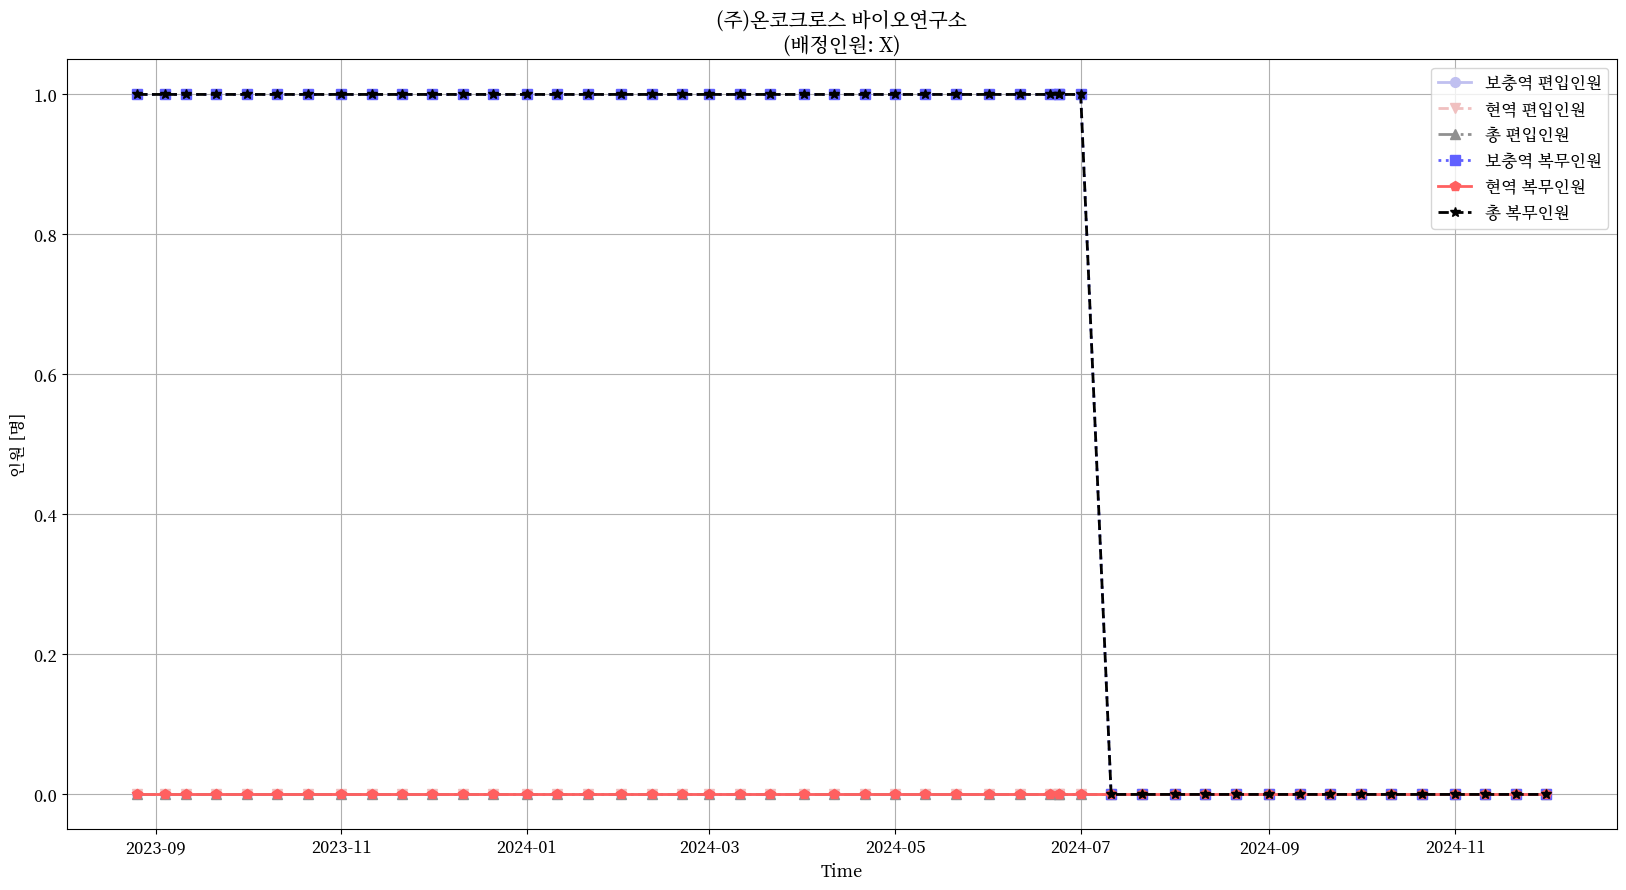 (주)온코크로스 바이오연구소
(배정인원: X)
보충역 편입인원
현역 편입인원
총 편입인원
보충역 복무인원
현역 복무인원
총 복무인원
인원 [명]
1.0
0.8
0.6
0.4
0.2
0.0
2023-09 2023-11 2024-01 2024-03 2024-05 2024-07 2024-09 2024-11
Time